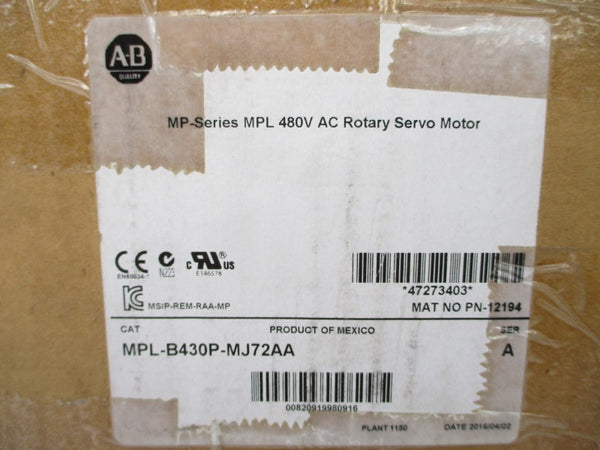 A-B
QUALITY
MP-Series MPL 480V AC Rotary Servo Motor
CE
EN60034-1
N223
c RU® US
E146578
*47273403*
KC
MSIP-REM-RAA-MP
MAT NO PN-12194
CAT
PRODUCT OF MEXICO
SER
MPL-B430P-MJ72AA
A
00820919980916
PLANT 1150
DATE 2016/04/02